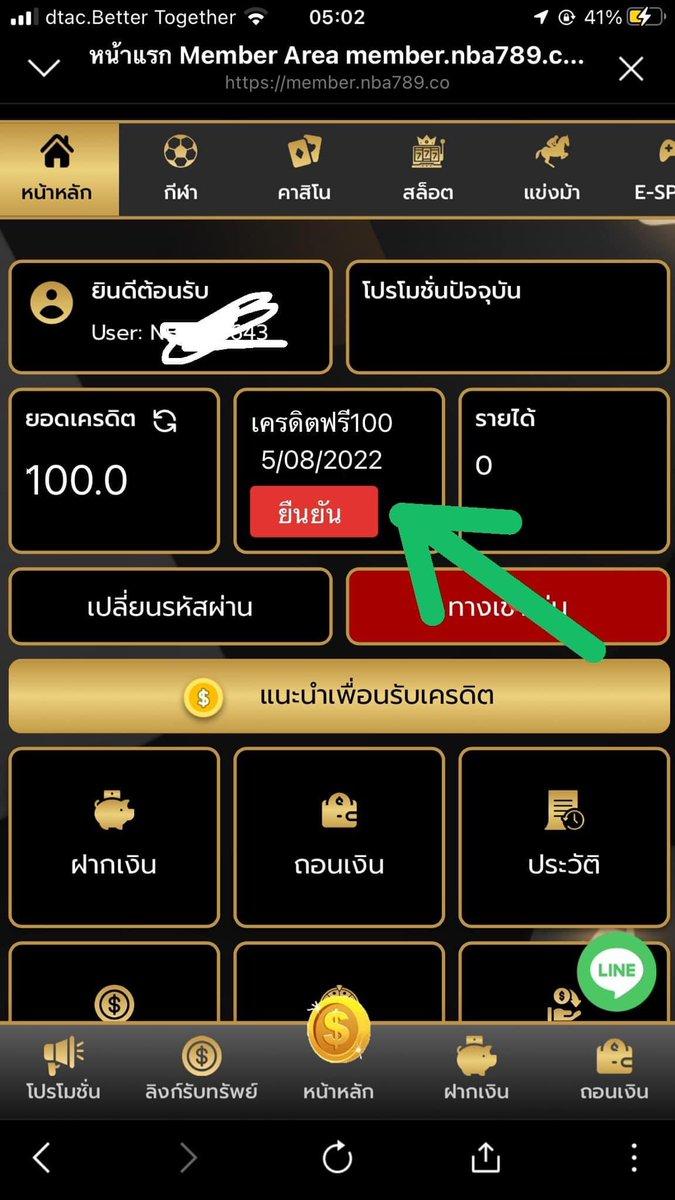 dtac.Better Together 05:02 41%
หน้าแรก Member Area member.nba789.c...
https://member.nba789.co
หน้าหลัก กีฬา คาสิโน สล็อต แข่งม้า E-SP
ยินดีต้อนรับ
User: N 643
โปรโมชั่นปัจจุบัน
ยอดเครดิต
100.0
เครดิตฟรี100
5/08/2022
ยืนยัน
รายได้
0
เปลี่ยนรหัสผ่าน
แนะนำเพื่อนรับเครดิต
ฝากเงิน ถอนเงิน ประวัติ
LINE
โปรโมชั่น ลิงก์รับทรัพย์ หน้าหลัก ฝากเงิน ถอนเงิน